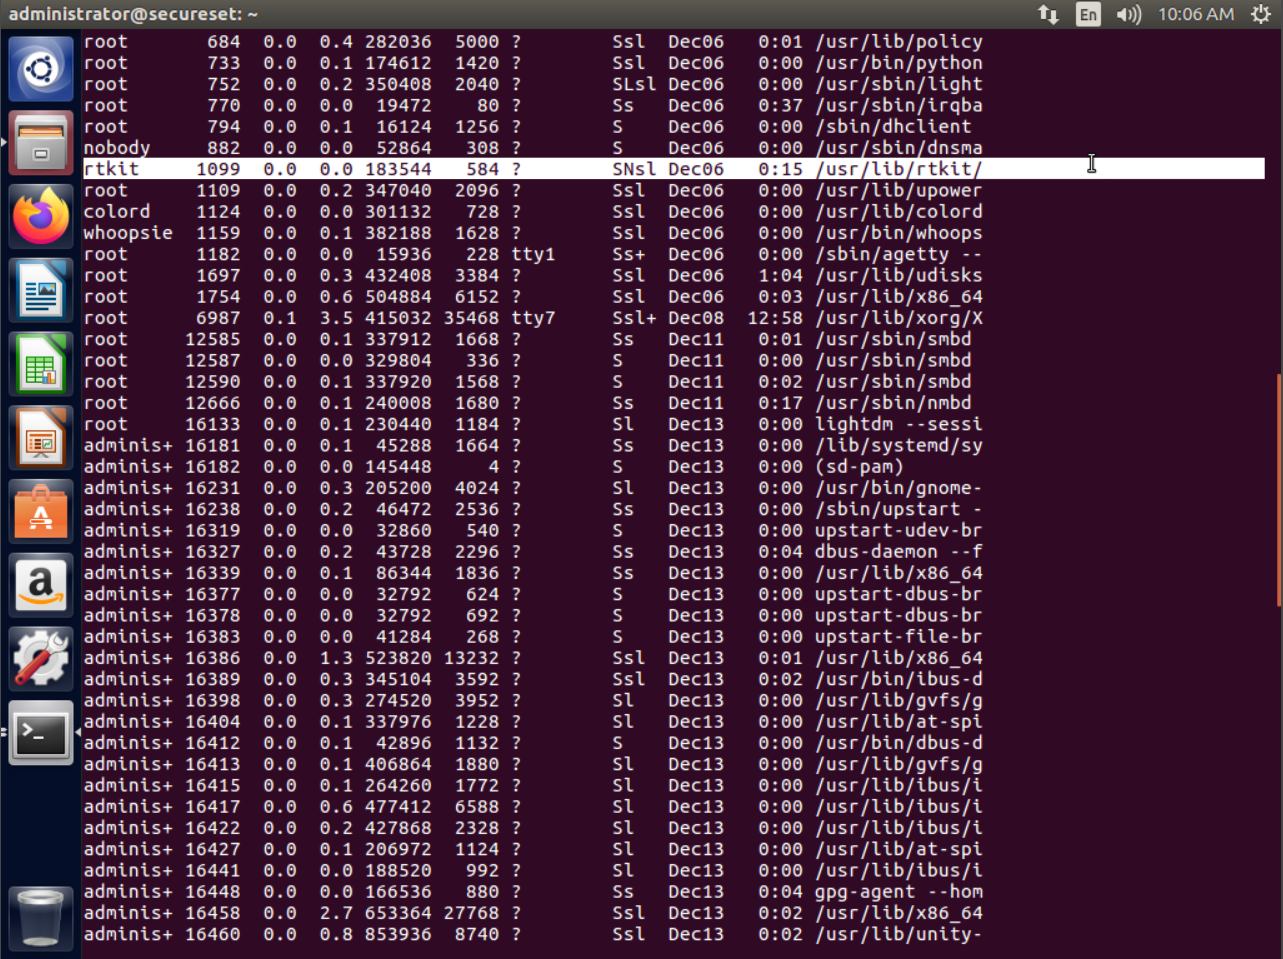 administrator@secureset: ~ En 10:06 AM
root 684 0.0 0.4 282036 5000 ? Ssl Dec06 0:01 /usr/lib/policy
root 733 0.0 0.1 174612 1420 ? Ssl Dec06 0:00 /usr/bin/python
root 752 0.0 0.2 350408 2040 ? SLsl Dec06 0:00 /usr/sbin/light
root 770 0.0 0.0 19472 80 ? Ss Dec06 0:37 /usr/sbin/irqba
root 794 0.0 0.1 16124 1256 ? S Dec06 0:00 /sbin/dhclient
nobody 882 0.0 0.0 52864 308 ? S Dec06 0:00 /usr/sbin/dnsma
rtkit 1099 0.0 0.0 183544 584 ? SNsl Dec06 0:15 /usr/lib/rtkit/
root 1109 0.0 0.2 347040 2096 ? Ssl Dec06 0:00 /usr/lib/upower
colord 1124 0.0 0.0 301132 728 ? Ssl Dec06 0:00 /usr/lib/colord
whoopsie 1159 0.0 0.1 382188 1628 ? Ssl Dec06 0:00 /usr/bin/whoops
root 1182 0.0 0.0 15936 228 tty1 Ss+ Dec06 0:00 /sbin/agetty --
root 1697 0.0 0.3 432408 3384 ? Ssl Dec06 1:04 /usr/lib/udisks
root 1754 0.0 0.6 504884 6152 ? Ssl Dec06 0:03 /usr/lib/x86_64
root 6987 0.1 3.5 415032 35468 tty7 Ssl+ Dec08 12:58 /usr/lib/xorg/X
root 12585 0.0 0.1 337912 1668 ? Ss Dec11 0:01 /usr/sbin/smbd
root 12587 0.0 0.0 329804 336 ? S Dec11 0:00 /usr/sbin/smbd
root 12590 0.0 0.1 337920 1568 ? S Dec11 0:02 /usr/sbin/smbd
root 12666 0.0 0.1 240008 1680 ? Ss Dec11 0:17 /usr/sbin/nmbd
root 16133 0.0 0.1 230440 1184 ? Sl Dec13 0:00 lightdm --sessi
adminis+ 16181 0.0 0.1 45288 1664 ? Ss Dec13 0:00 /lib/systemd/sy
adminis+ 16182 0.0 0.0 145448 4 ? S Dec13 0:00 (sd-pam)
adminis+ 16231 0.0 0.3 205200 4024 ? Sl Dec13 0:00 /usr/bin/gnome-
adminis+ 16238 0.0 0.2 46472 2536 ? Ss Dec13 0:00 /sbin/upstart -
adminis+ 16319 0.0 0.0 32860 540 ? S Dec13 0:00 upstart-udev-br
adminis+ 16327 0.0 0.2 43728 2296 ? Ss Dec13 0:04 dbus-daemon --f
adminis+ 16339 0.0 0.1 86344 1836 ? Ss Dec13 0:00 /usr/lib/x86_64
adminis+ 16377 0.0 0.0 32792 624 ? S Dec13 0:00 upstart-dbus-br
adminis+ 16378 0.0 0.0 32792 692 ? S Dec13 0:00 upstart-dbus-br
adminis+ 16383 0.0 0.0 41284 268 ? S Dec13 0:00 upstart-file-br
adminis+ 16386 0.0 1.3 523820 13232 ? Ssl Dec13 0:01 /usr/lib/x86_64
adminis+ 16389 0.0 0.3 345104 3592 ? Ssl Dec13 0:02 /usr/bin/ibus-d
adminis+ 16398 0.0 0.3 274520 3952 ? Sl Dec13 0:00 /usr/lib/gvfs/g
adminis+ 16404 0.0 0.1 337976 1228 ? Sl Dec13 0:00 /usr/lib/at-spi
adminis+ 16412 0.0 0.1 42896 1132 ? S Dec13 0:00 /usr/bin/dbus-d
adminis+ 16413 0.0 0.1 406864 1880 ? Sl Dec13 0:00 /usr/lib/gvfs/g
adminis+ 16415 0.0 0.1 264260 1772 ? Sl Dec13 0:00 /usr/lib/ibus/i
adminis+ 16417 0.0 0.6 477412 6588 ? Sl Dec13 0:00 /usr/lib/ibus/i
adminis+ 16422 0.0 0.2 427868 2328 ? Sl Dec13 0:00 /usr/lib/ibus/i
adminis+ 16427 0.0 0.1 206972 1124 ? Sl Dec13 0:00 /usr/lib/at-spi
adminis+ 16441 0.0 0.0 188520 992 ? Sl Dec13 0:00 /usr/lib/ibus/i
adminis+ 16448 0.0 0.0 166536 880 ? Ss Dec13 0:04 gpg-agent --hom
adminis+ 16458 0.0 2.7 653364 27768 ? Ssl Dec13 0:02 /usr/lib/x86_64
adminis+ 16460 0.0 0.8 853936 8740 ? Ssl Dec13 0:02 /usr/lib/unity-